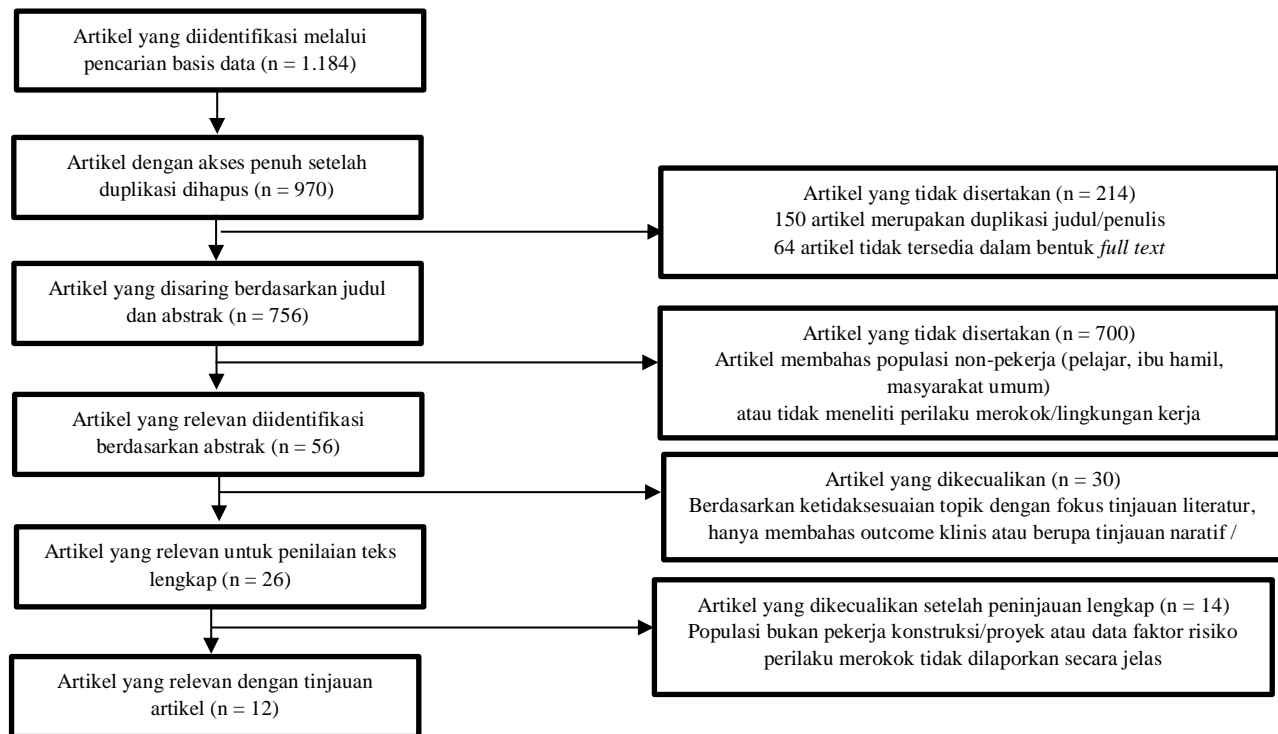 Artikel yang diidentifikasi melalui
pencarian basis data (n = 1.184)
Artikel dengan akses penuh setelah
duplikasi dihapus (n = 970)
Artikel yang tidak disertakan (n = 214)
150 artikel merupakan duplikasi judul/penulis
64 artikel tidak tersedia dalam bentuk full text
Artikel yang disaring berdasarkan judul
dan abstrak (n = 756)
Artikel yang tidak disertakan (n = 700)
Artikel membahas populasi non-pekerja (pelajar, ibu hamil,
masyarakat umum)
atau tidak meneliti perilaku merokok/lingkungan kerja
Artikel yang relevan diidentifikasi
berdasarkan abstrak (n = 56)
Artikel yang dikecualikan (n = 30)
Berdasarkan ketidaksesuaian topik dengan fokus tinjauan literatur,
hanya membahas outcome klinis atau berupa tinjauan naratif /
Artikel yang relevan untuk penilaian teks
lengkap (n = 26)
Artikel yang dikecualikan setelah peninjauan lengkap (n = 14)
Populasi bukan pekerja konstruksi/proyek atau data faktor risiko
perilaku merokok tidak dilaporkan secara jelas
Artikel yang relevan dengan tinjauan
artikel (n = 12)